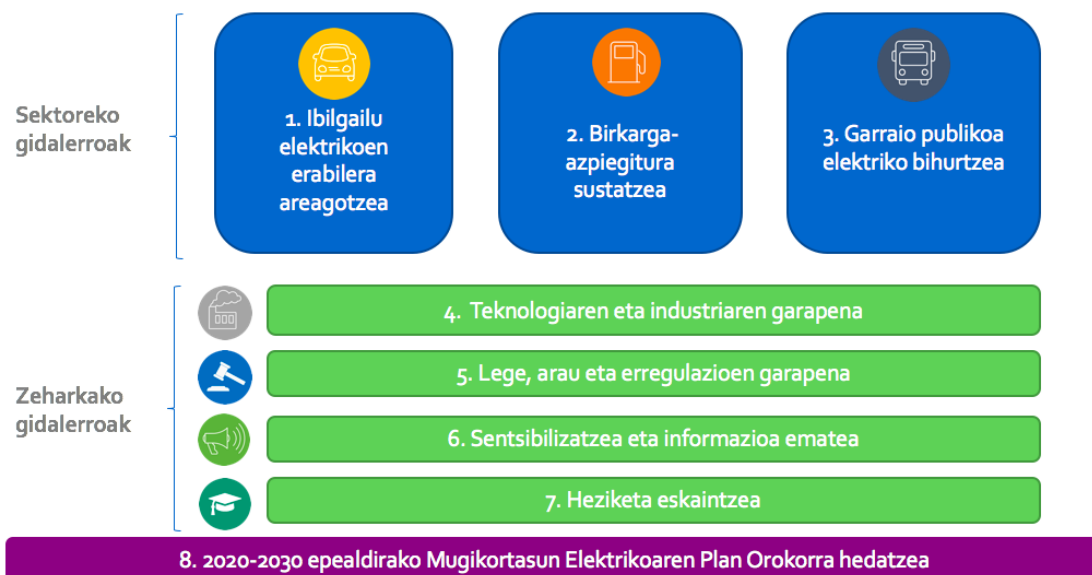 Sektoreko
gidalerroak
1. Ibilgailu
elektrikoen
erabilera
areagotzea
2. Birkarga-
azpiegitura
sustatzea
3. Garraio publikoa
elektriko bihurtzea
Zeharkako
gidalerroak
4. Teknologiaren eta industriaren garapena
5. Lege, arau eta erregulazioen garapena
6. Sentsibilizatzea eta informazioa ematea
7. Heziketa eskaintzea
8. 2020-2030 epealdirako Mugikortasun Elektrikoaren Plan Orokorra hedatzea